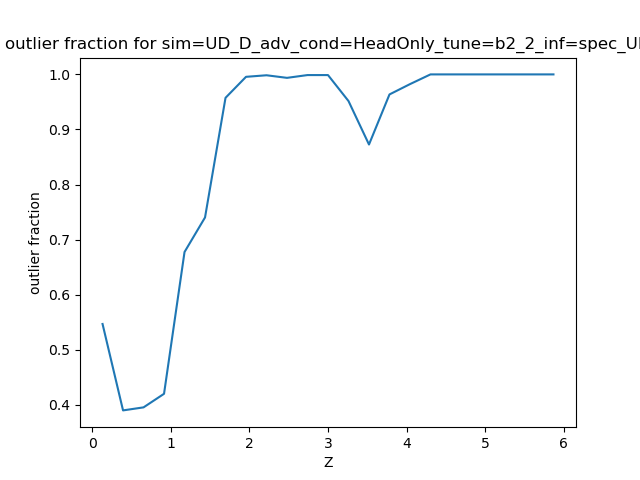 outlier fraction for sim=UD_D_adv_cond=HeadOnly_tune=b2_2_inf=spec_U
1.0
0.9
0.8
0.7
0.6
0.5
0.4
outlier fraction
0 1 2 3 4 5 6
Z